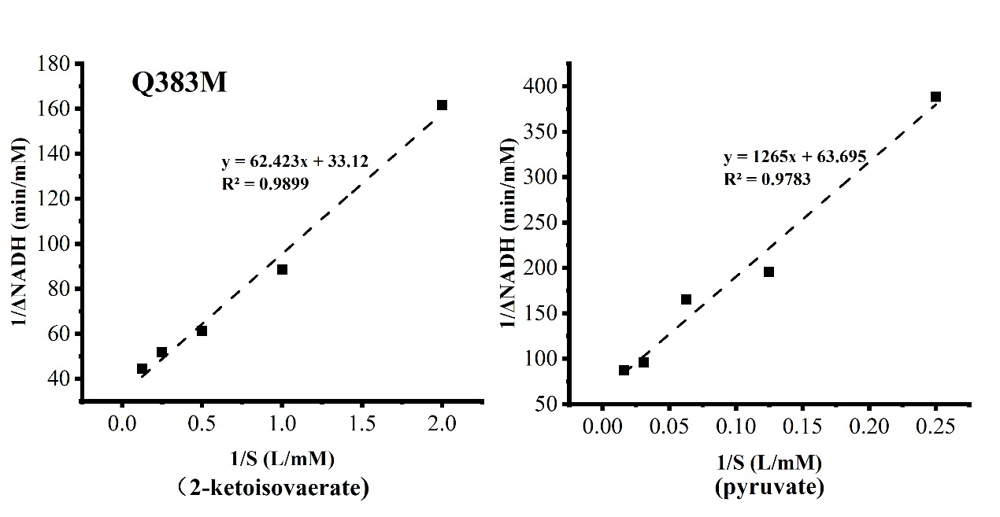 Q383M
1/ΔNADH (min/mM)
180
160
140
120
100
80
60
40
y = 62.423x + 33.12
R² = 0.9899
0.0 0.5 1.0 1.5 2.0
1/S (L/mM)
(2-ketoisovaerate)
1/ΔNADH (min/mM)
400
350
300
250
200
150
100
50
y = 1265x + 63.695
R² = 0.9783
0.00 0.05 0.10 0.15 0.20 0.25
1/S (L/mM)
(pyruvate)